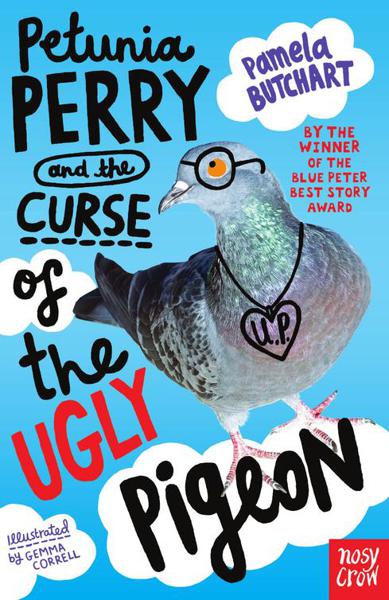 Petunia
PERRY
and the
CURSE
of
the
UGLY
Pigeon
Pamela
BUTCHART
BY THE
WINNER
OF THE
BLUE PETER
BEST STORY
AWARD
U.P.
Illustrated
by GEMMA
CORRELL
nosy
crow